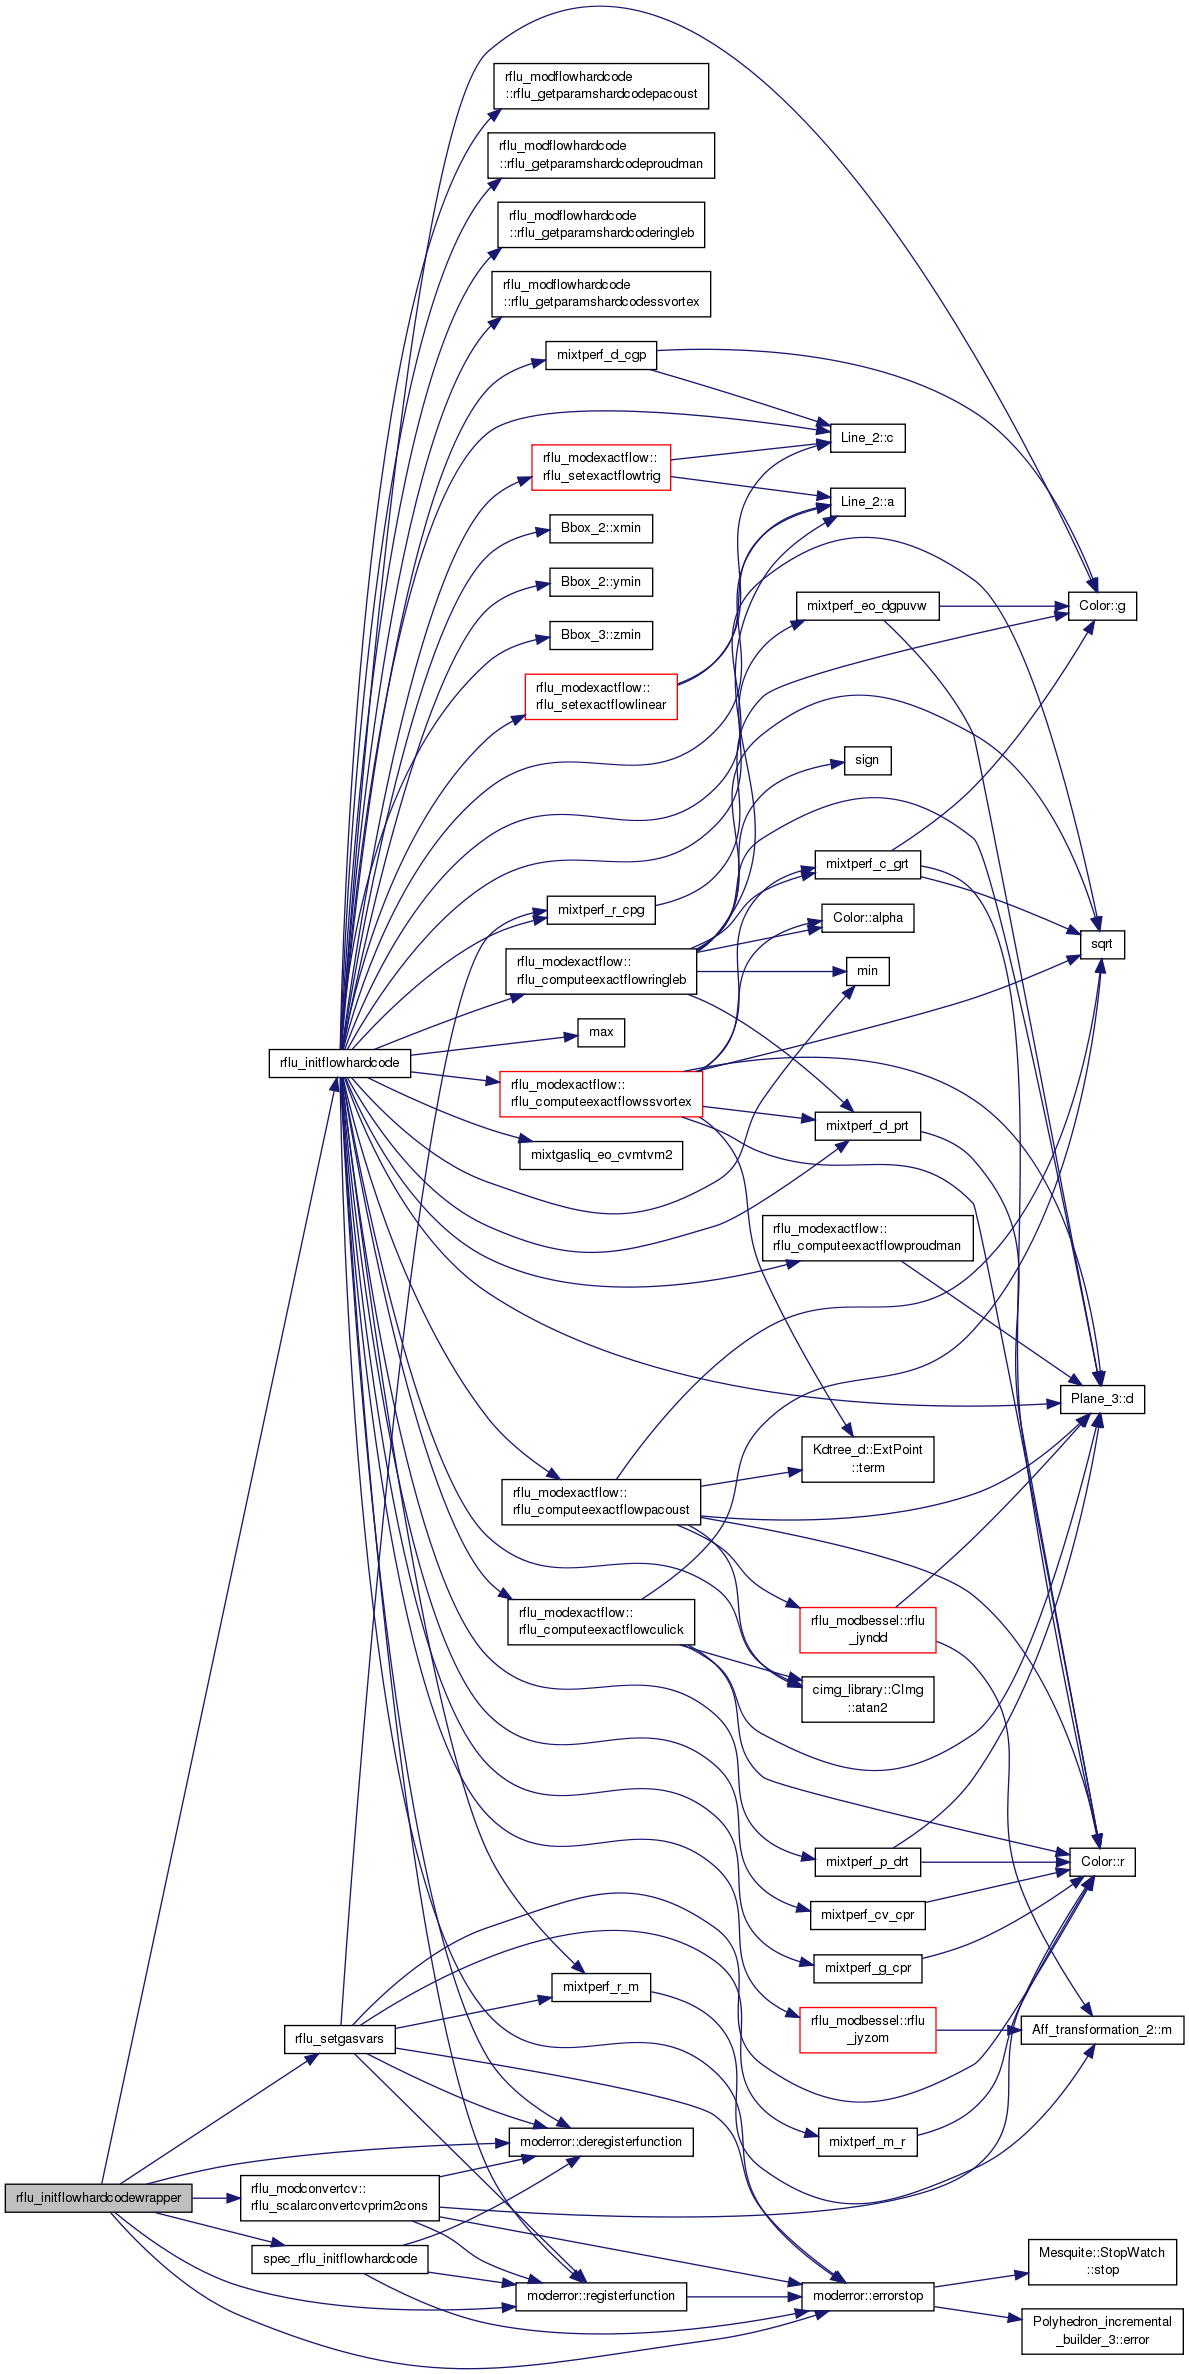 rflu_modflowhardcode
::rflu_getparamshardcodepacoust
rflu_modflowhardcode
::rflu_getparamshardcodeproudman
rflu_modflowhardcode
::rflu_getparamshardcoderingleb
rflu_modflowhardcode
::rflu_getparamshardcodessvortex
mixtperf_d_cgp
Line_2::c
rflu_modexactflow::
rflu_setexactflowtrig
Line_2::a
Bbox_2::xmin
Bbox_2::ymin
mixtperf_eo_dgpuvw
Color::g
Bbox_3::zmin
rflu_modexactflow::
rflu_setexactflowlinear
sign
mixtperf_c_grt
mixtperf_r_cpg
Color::alpha
sqrt
rflu_modexactflow::
rflu_computeexactflowringleb
min
max
rflu_initflowhardcode
rflu_modexactflow::
rflu_computeexactflowssvortex
mixtperf_d_prt
mixtgasliq_eo_cvmtvm2
rflu_modexactflow::
rflu_computeexactflowproudman
Plane_3::d
Kdtree_d::ExtPoint
::term
rflu_modexactflow::
rflu_computeexactflowpacoust
rflu_modexactflow::
rflu_computeexactflowculick
rflu_modbessel::rflu
_jyndd
cimg_library::CImg
::atan2
mixtperf_p_drt
Color::r
mixtperf_cv_cpr
mixtperf_g_cpr
mixtperf_r_m
rflu_modbessel::rflu
_jyzom
Aff_transformation_2::m
rflu_setgasvars
moderror::deregisterfunction
mixtperf_m_r
rflu_initflowhardcodewrapper
rflu_modconvertcv::
rflu_scalarconvertcvprim2cons
spec_rflu_initflowhardcode
Mesquite::StopWatch
::stop
moderror::registerfunction
moderror::errorstop
Polyhedron_incremental
_builder_3::error